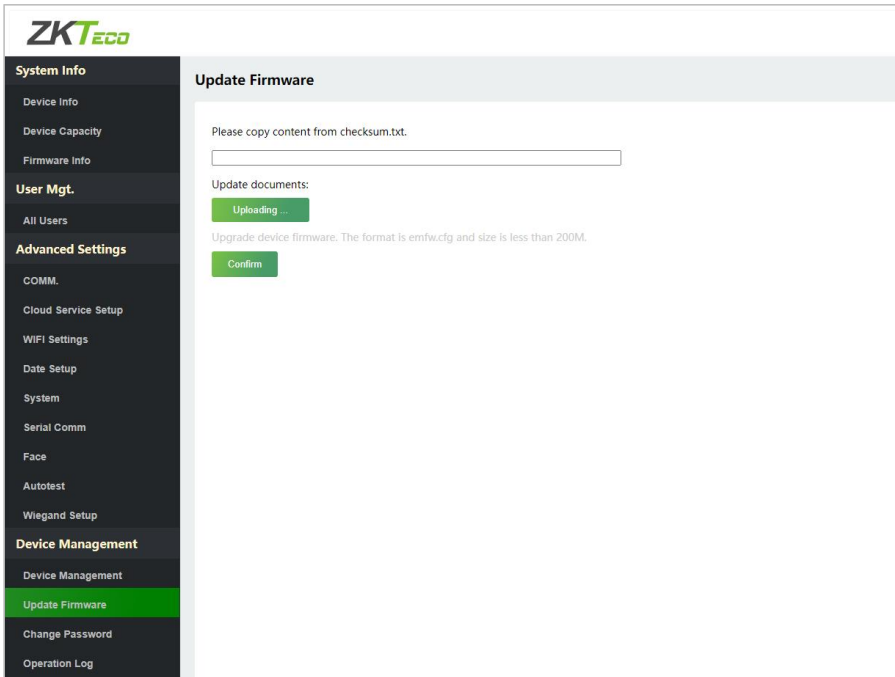 ZKTECO
System Info
Device Info
Device Capacity
Firmware Info
User Mgt.
All Users
Advanced Settings
COMM.
Cloud Service Setup
WIFI Settings
Date Setup
System
Serial Comm
Face
Autotest
Wiegand Setup
Device Management
Device Management
Update Firmware
Change Password
Operation Log
Update Firmware
Please copy content from checksum.txt.
Update documents:
Uploading ...
Upgrade device firmware. The format is emfw.cfg and size is less than 200M.
Confirm